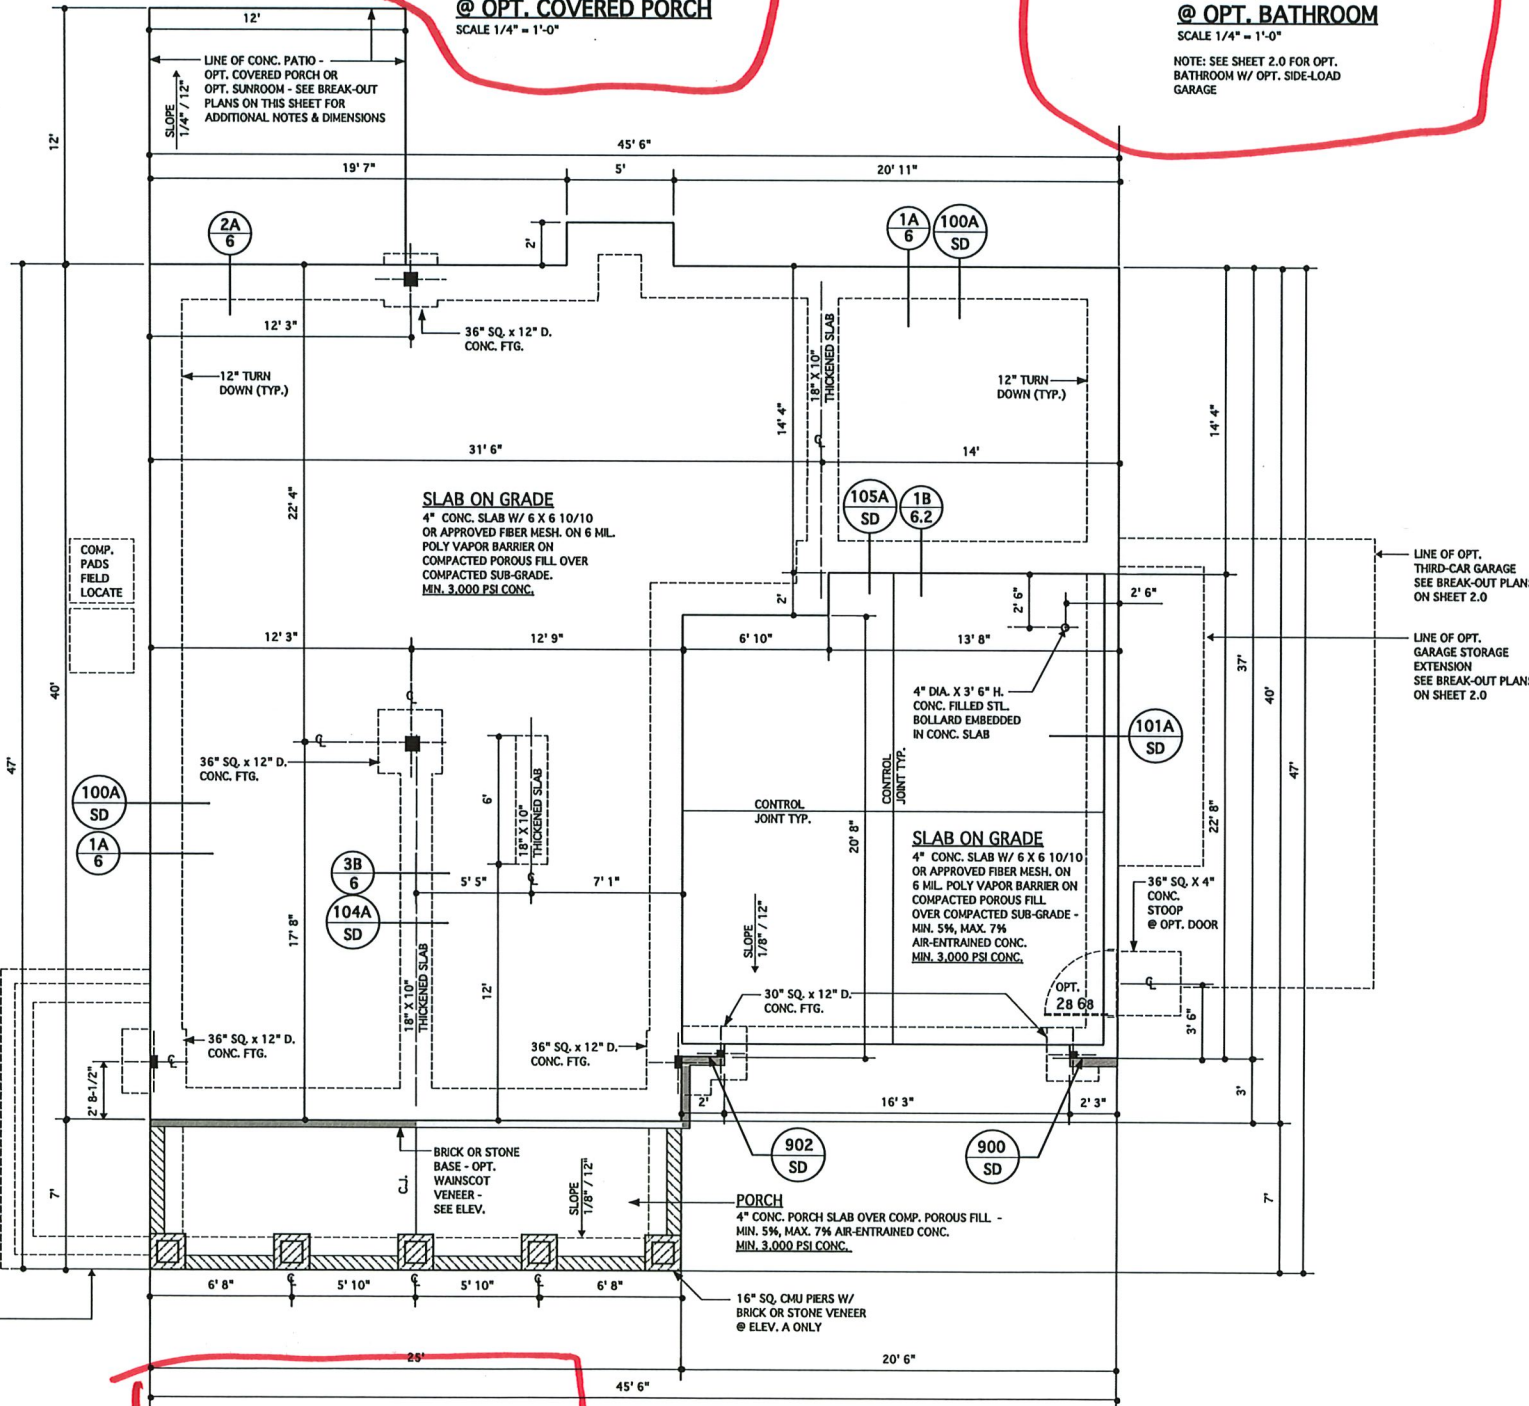 @ OPT. COVERED PORCH
SCALE 1/4" = 1'-0"
@ OPT. BATHROOM
SCALE 1/4" = 1'-0"
NOTE: SEE SHEET 2.0 FOR OPT.
BATHROOM W/ OPT. SIDE-LOAD
GARAGE
12'
LINE OF CONC. PATIO -
OPT. COVERED PORCH OR
OPT. SUNROOM - SEE BREAK-OUT
PLANS ON THIS SHEET FOR
ADDITIONAL NOTES & DIMENSIONS
SLOPE
1/4" / 12"
12'
45' 6"
19' 7"
5'
20' 11"
2A
6
2'
1A
6
100A
SD
12' 3"
36" SQ. x 12" D.
CONC. FTG.
12" TURN
DOWN (TYP.)
18" X 10"
THICKENED SLAB
12" TURN
DOWN (TYP.)
14' 4"
14' 4"
31' 6"
℄
14'
22' 4"
SLAB ON GRADE
4" CONC. SLAB W/ 6 X 6 10/10
OR APPROVED FIBER MESH. ON 6 MIL.
POLY VAPOR BARRIER ON
COMPACTED POROUS FILL OVER
COMPACTED SUB-GRADE.
MIN. 3,000 PSI CONC.
105A
SD
1B
6.2
COMP.
PADS
FIELD
LOCATE
LINE OF OPT.
THIRD-CAR GARAGE
SEE BREAK-OUT PLAN
ON SHEET 2.0
2'
2' 6"
2' 6"
12' 3"
12' 9"
6' 10"
13' 8"
LINE OF OPT.
GARAGE STORAGE
EXTENSION
SEE BREAK-OUT PLAN
ON SHEET 2.0
40'
37'
40'
47'
47'
℄
℄
4" DIA. X 3' 6" H.
CONC. FILLED STL.
BOLLARD EMBEDDED
IN CONC. SLAB
101A
SD
36" SQ. x 12" D.
CONC. FTG.
100A
SD
1A
6
6'
18" X 10"
THICKENED SLAB
℄
CONTROL
JOINT TYP.
CONTROL
JOINT TYP.
20' 8"
22' 8"
3B
6
104A
SD
5' 5"
7' 1"
SLAB ON GRADE
4" CONC. SLAB W/ 6 X 6 10/10
OR APPROVED FIBER MESH. ON
6 MIL. POLY VAPOR BARRIER ON
COMPACTED POROUS FILL
OVER COMPACTED SUB-GRADE -
MIN. 5%, MAX. 7%
AIR-ENTRAINED CONC.
MIN. 3,000 PSI CONC.
36" SQ. X 4"
CONC.
STOOP
@ OPT. DOOR
17' 8"
18" X 10"
THICKENED SLAB
12'
SLOPE
1/8" / 12"
30" SQ. x 12" D.
CONC. FTG.
OPT.
28 68
℄
3' 6"
36" SQ. x 12" D.
CONC. FTG.
℄
36" SQ. x 12" D.
CONC. FTG.
2' 8-1/2"
2'
16' 3"
2' 3"
3'
902
SD
900
SD
7'
BRICK OR STONE
BASE - OPT.
WAINSCOT
VENEER -
SEE ELEV.
C.J.
SLOPE
1/8" / 12"
PORCH
4" CONC. PORCH SLAB OVER COMP. POROUS FILL -
MIN. 5%, MAX. 7% AIR-ENTRAINED CONC.
MIN. 3,000 PSI CONC.
7'
6' 8"
℄
5' 10"
℄
5' 10"
℄
6' 8"
16" SQ. CMU PIERS W/
BRICK OR STONE VENEER
@ ELEV. A ONLY
25'
20' 6"
45' 6"